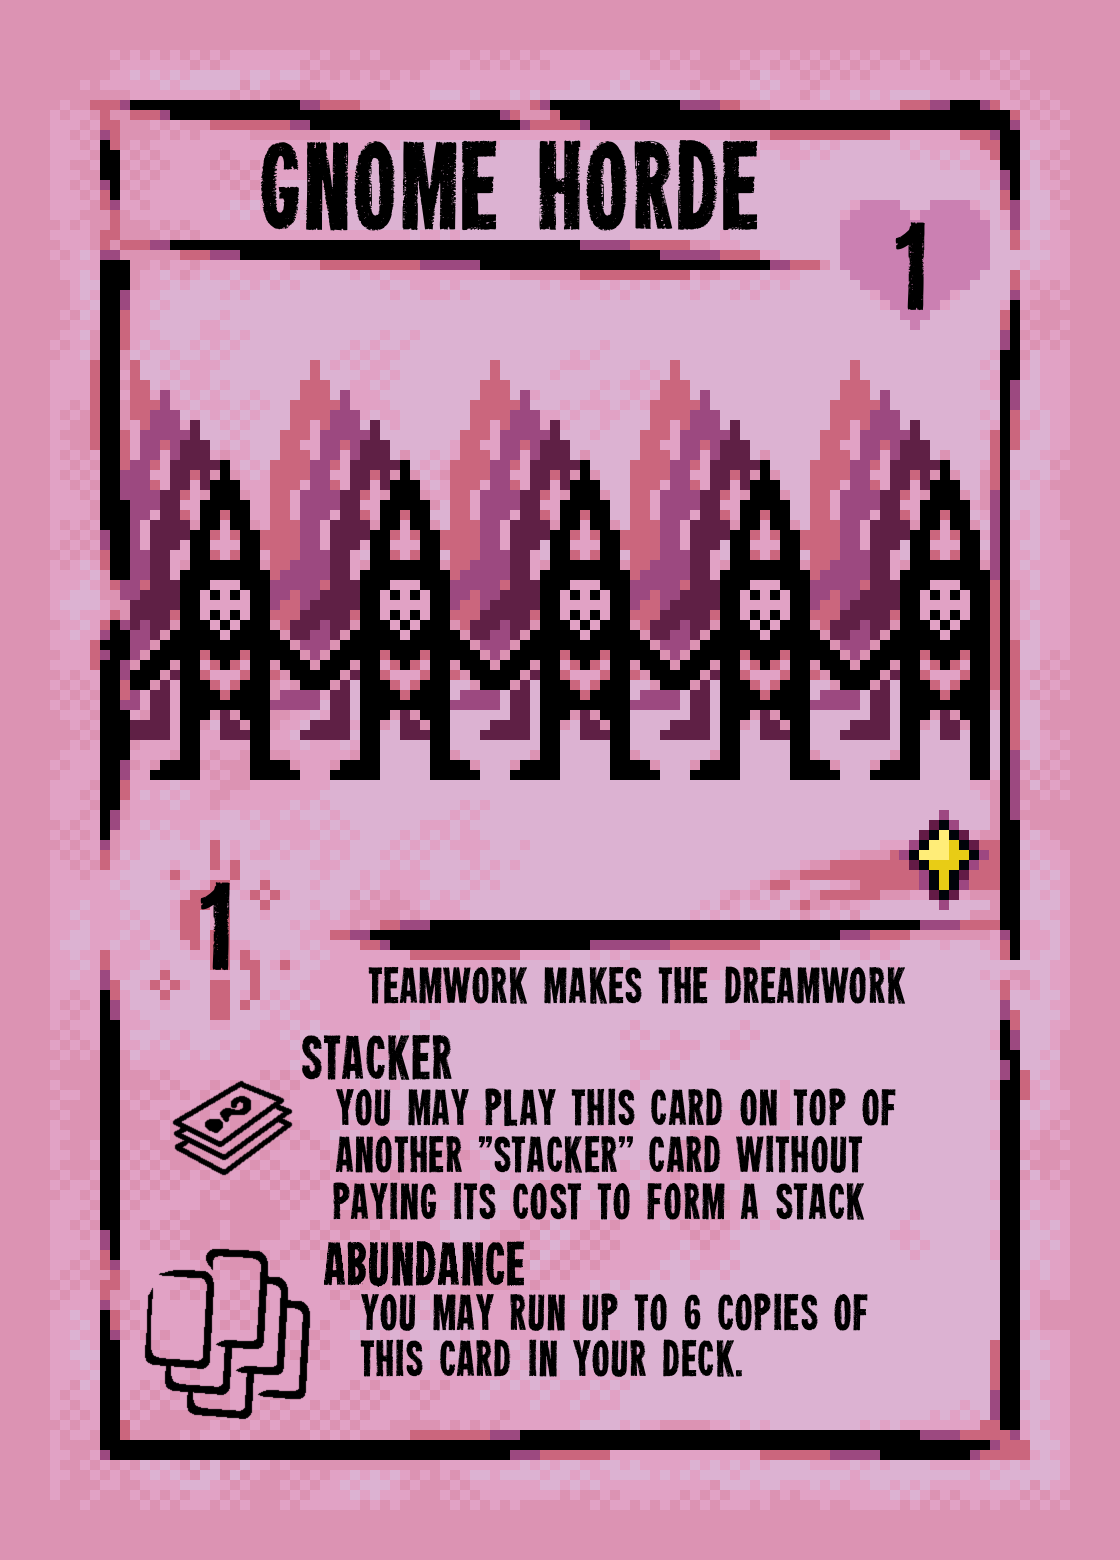 GNOME HORDE
1
1
TEAMWORK MAKES THE DREAMWORK
STACKER
YOU MAY PLAY THIS CARD ON TOP OF
ANOTHER "STACKER" CARD WITHOUT
PAYING ITS COST TO FORM A STACK
ABUNDANCE
YOU MAY RUN UP TO 6 COPIES OF
THIS CARD IN YOUR DECK.